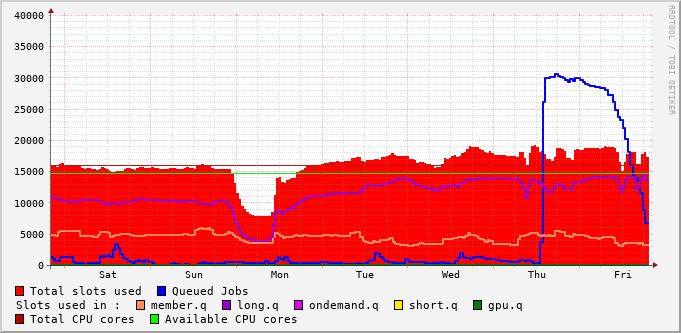 40000
35000
30000
25000
20000
15000
10000
5000
0
Sat Sun Mon Tue Wed Thu Fri
RRDTOOL / TOBI OETIKER
Total slots used Queued Jobs
Slots used in : member.q long.q ondemand.q short.q gpu.q
Total CPU cores Available CPU cores